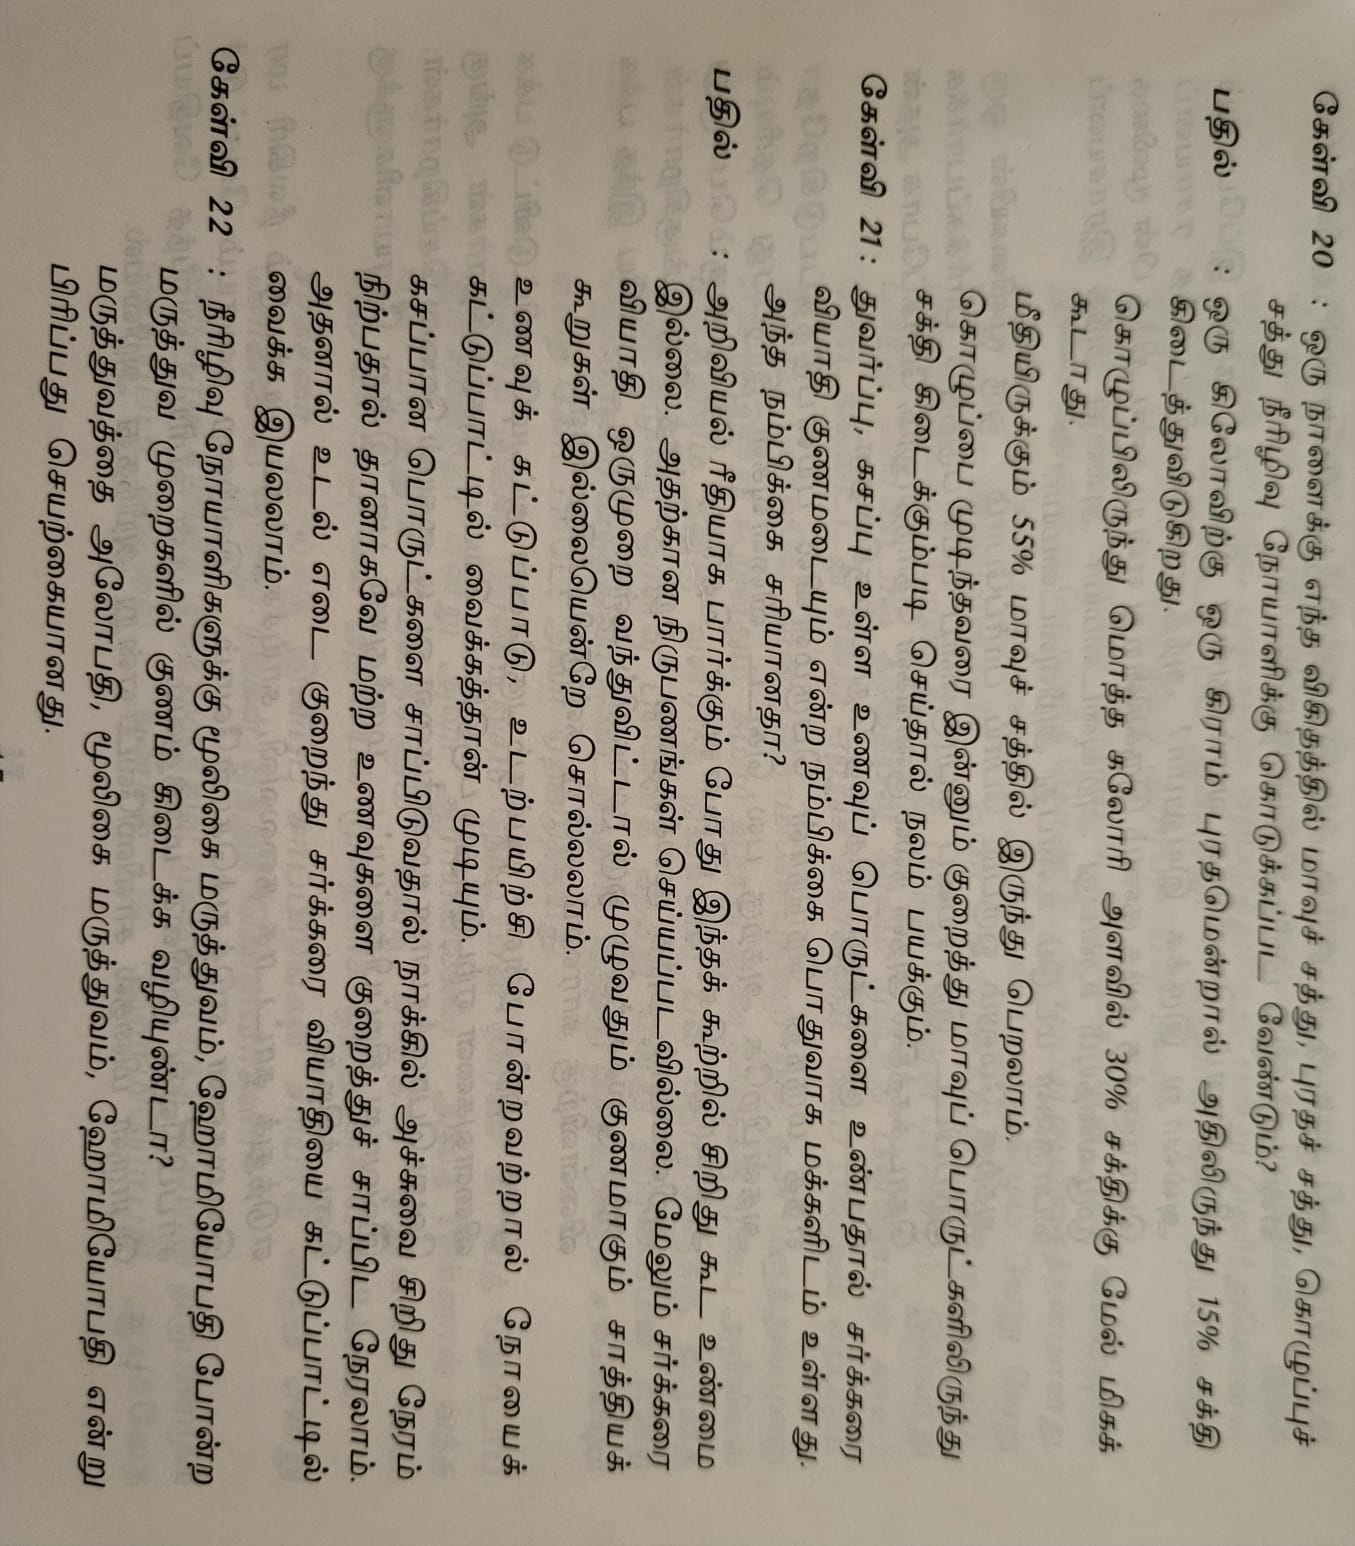 கேள்வி 20 : ஒரு நாளைக்கு எந்த விகிதத்தில் மாவுச் சத்து, புரதச் சத்து, கொழுப்புச்
சத்து நீரிழிவு நோயாளிக்கு கொடுக்கப்பட வேண்டும்?
பதில் : ஒரு கிலோவிற்கு ஒரு கிராம் புரதமென்றால் அதிலிருந்து 15% சக்தி
கிடைத்துவிடுகிறது.
கொழுப்பிலிருந்து மொத்த கலோரி அளவில் 30% சக்திக்கு மேல் மிகக்
கூடாது.
மீதியிருக்கும் 55% மாவுச் சத்தில் இருந்து பெறலாம்.
கொழுப்பை முடிந்தவரை இன்னும் குறைத்து மாவுப் பொருட்களிலிருந்து
சக்தி கிடைக்கும்படி செய்தால் நலம் பயக்கும்.
கேள்வி 21 : துவர்ப்பு, கசப்பு உள்ள உணவுப் பொருட்களை உண்பதால் சர்க்கரை
வியாதி குணமடையும் என்ற நம்பிக்கை பொதுவாக மக்களிடம் உள்ளது.
அந்த நம்பிக்கை சரியானதா?
பதில் : அறிவியல் ரீதியாக பார்க்கும் போது இந்தக் கூற்றில் சிறிது கூட உண்மை
இல்லை. அதற்கான நிருபணங்கள் செய்யப்படவில்லை. மேலும் சர்க்கரை
வியாதி ஒருமுறை வந்துவிட்டால் முழுவதும் குணமாகும் சாத்தியக்
கூறுகள் இல்லையென்றே சொல்லலாம்.
உணவுக் கட்டுப்பாடு, உடற்பயிற்சி போன்றவற்றால் நோயைக்
கட்டுப்பாட்டில் வைக்கத்தான் முடியும்.
கசப்பான பொருட்களை சாப்பிடுவதால் நாக்கில் அச்சுவை சிறிது நேரம்
நிற்பதால் தானாகவே மற்ற உணவுகளை குறைத்துச் சாப்பிட நேரலாம்.
அதனால் உடல் எடை குறைந்து சர்க்கரை வியாதியை கட்டுப்பாட்டில்
வைக்க இயலலாம்.
கேள்வி 22 : நீரிழிவு நோயாளிகளுக்கு மூலிகை மருத்துவம், ஹோமியோபதி போன்ற
மருத்துவ முறைகளில் குணம் கிடைக்க வழியுண்டா?
மருத்துவத்தை அலோபதி, மூலிகை மருத்துவம், ஹோமியோபதி என்று
பிரிப்பது செயற்கையானது.